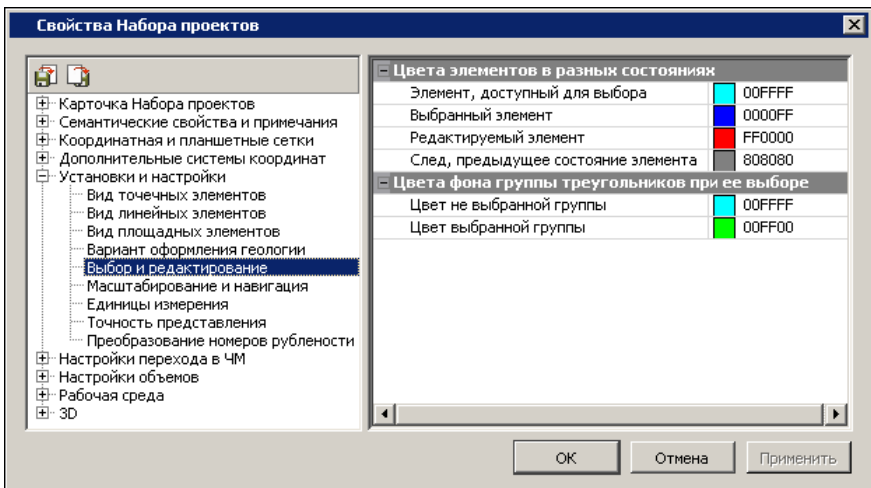 Свойства Набора проектов
Карточка Набора проектов
Семантические свойства и примечания
Координатная и планшетные сетки
Дополнительные системы координат
Установки и настройки
Вид точечных элементов
Вид линейных элементов
Вид площадных элементов
Вариант оформления геологии
Выбор и редактирование
Масштабирование и навигация
Единицы измерения
Точность представления
Преобразование номеров рублености
Настройки перехода в ЧМ
Настройки объемов
Рабочая среда
3D
Цвета элементов в разных состояниях
Элемент, доступный для выбора 00FFFF
Выбранный элемент 0000FF
Редактируемый элемент FF0000
След, предыдущее состояние элемента 808080
Цвета фона группы треугольников при ее выборе
Цвет не выбранной группы 00FFFF
Цвет выбранной группы 00FF00
ОК Отмена Применить